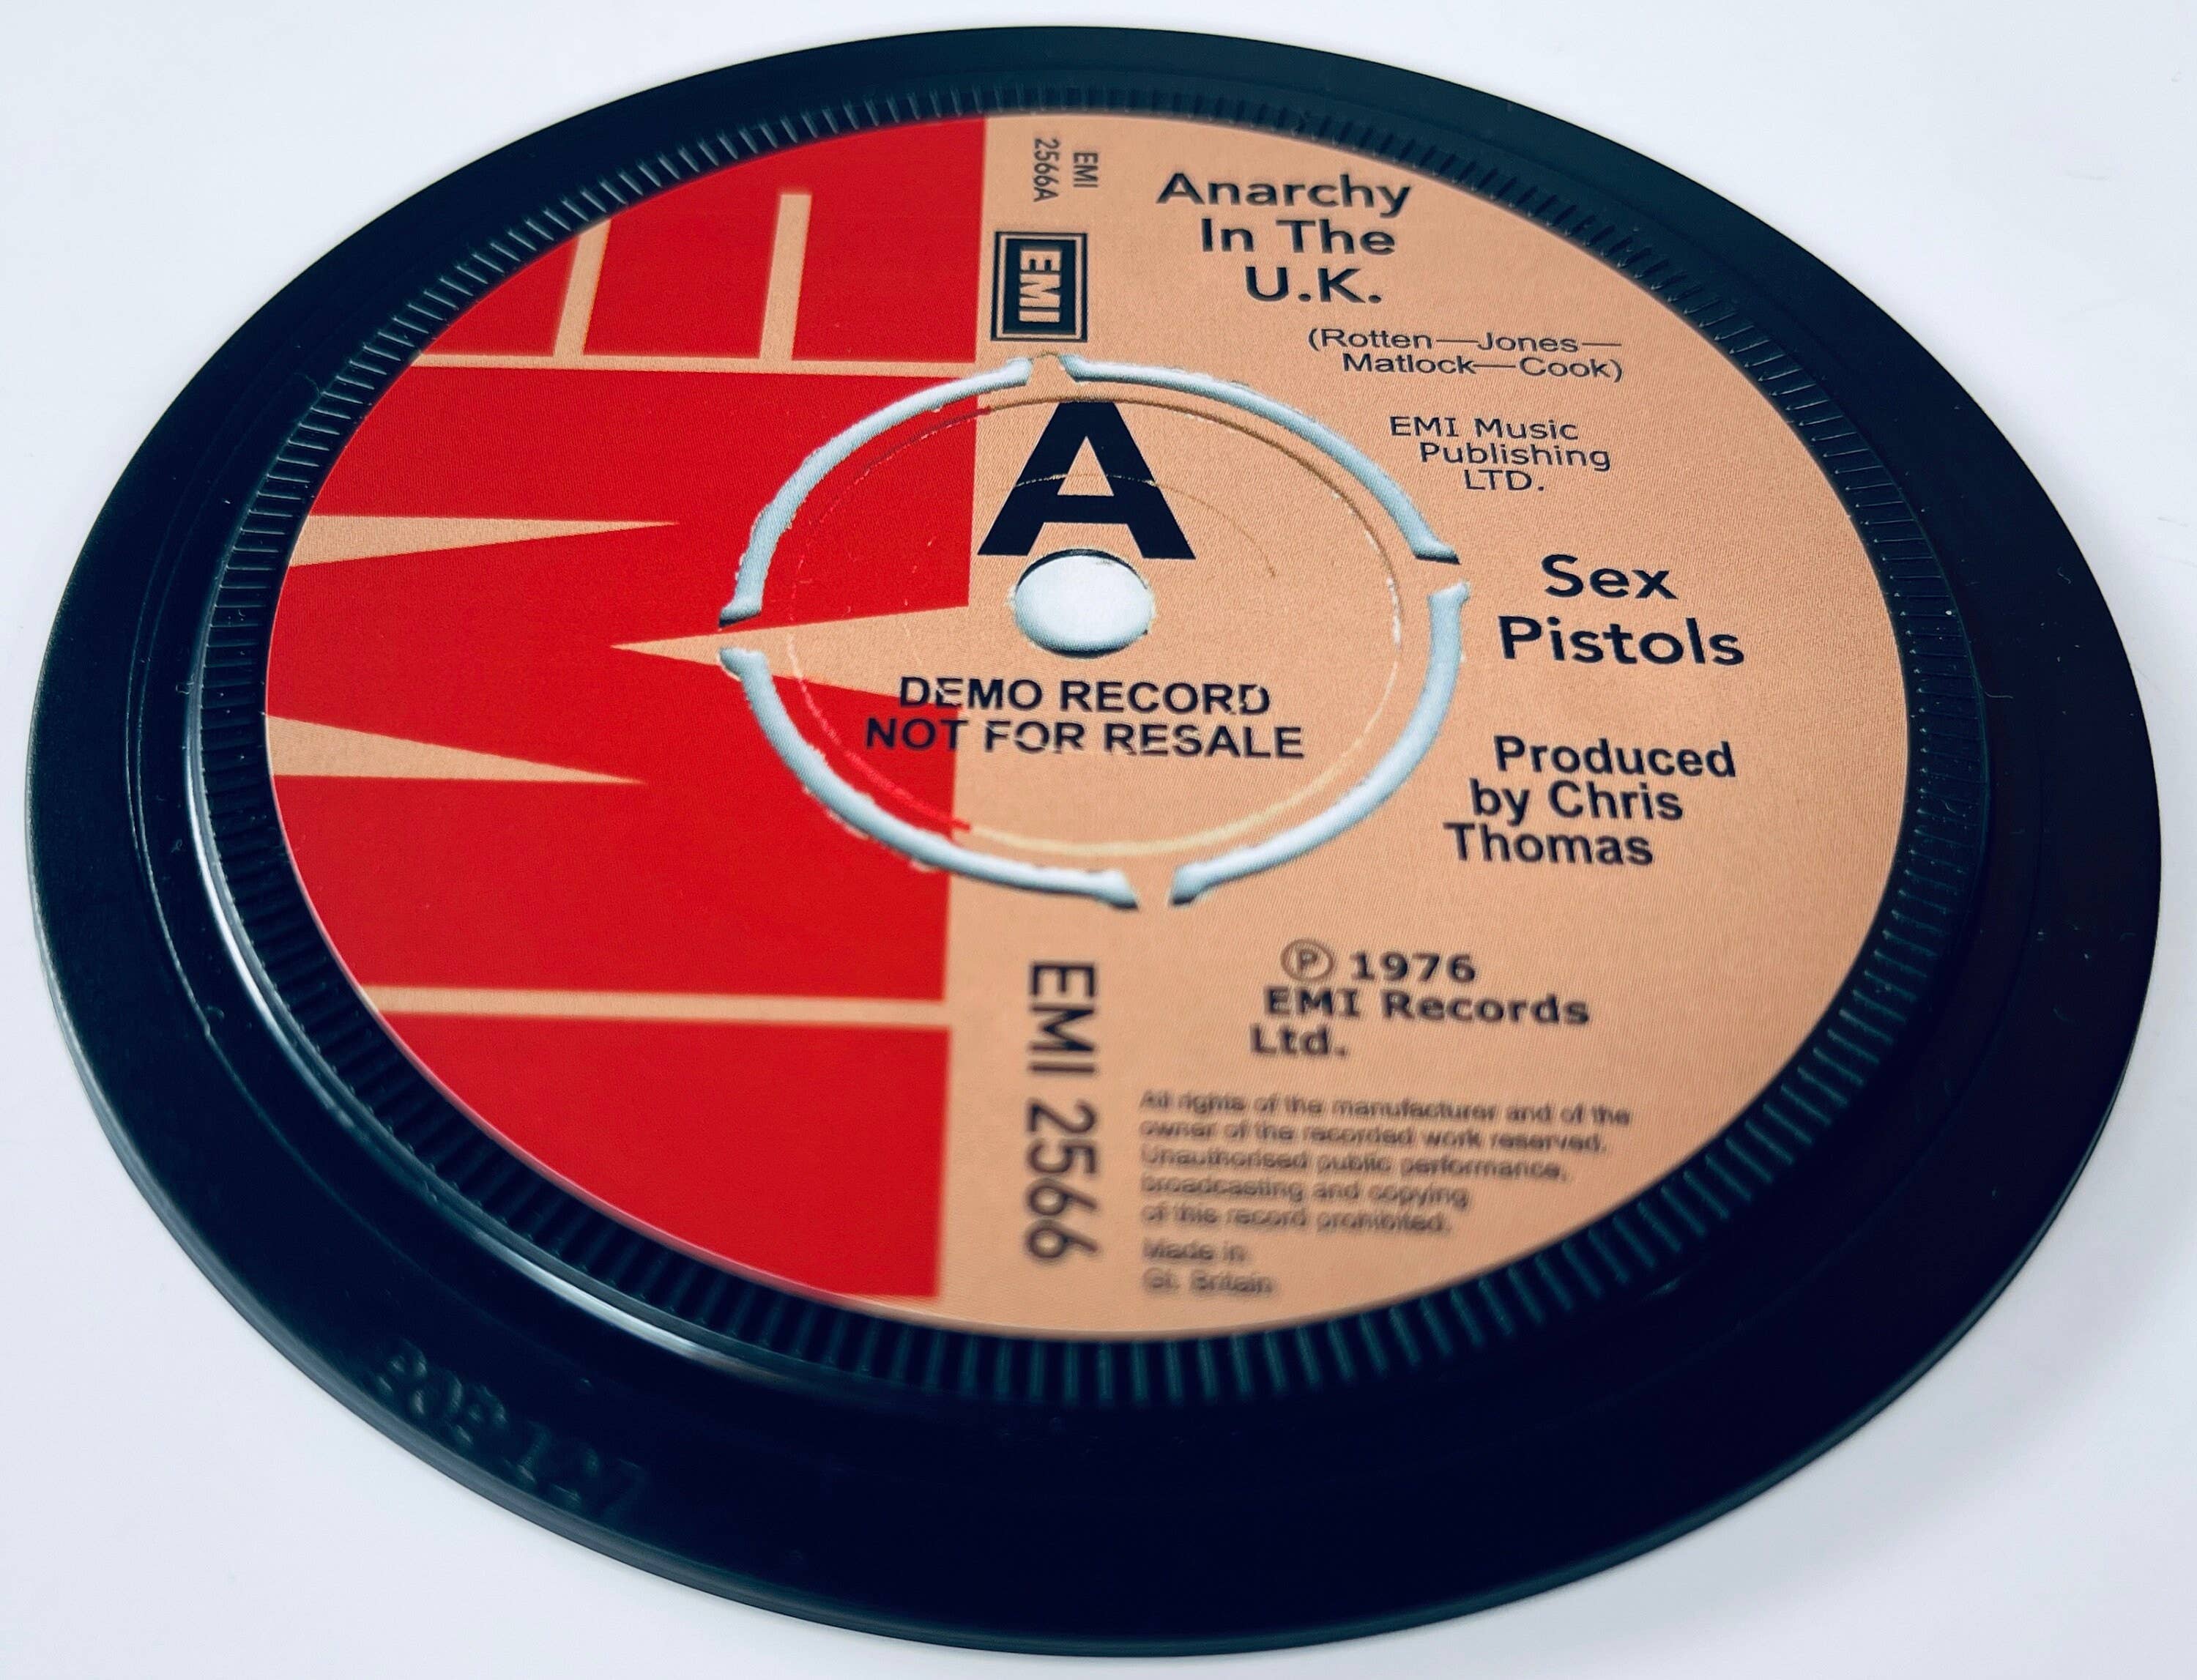 EMI
2566A
EMI
Anarchy
In The
U.K.
(Rotten—Jones—
Matlock—Cook)
EMI Music
Publishing
LTD.
A
Sex
Pistols
DEMO RECORD
NOT FOR RESALE
Produced
by Chris
Thomas
℗ 1976
EMI Records
Ltd.
EMI 2566
All rights of the manufacturer and of the
owner of the recorded work reserved.
Unauthorised public performance,
broadcasting and copying
of this record prohibited.
Made in
Gt. Britain